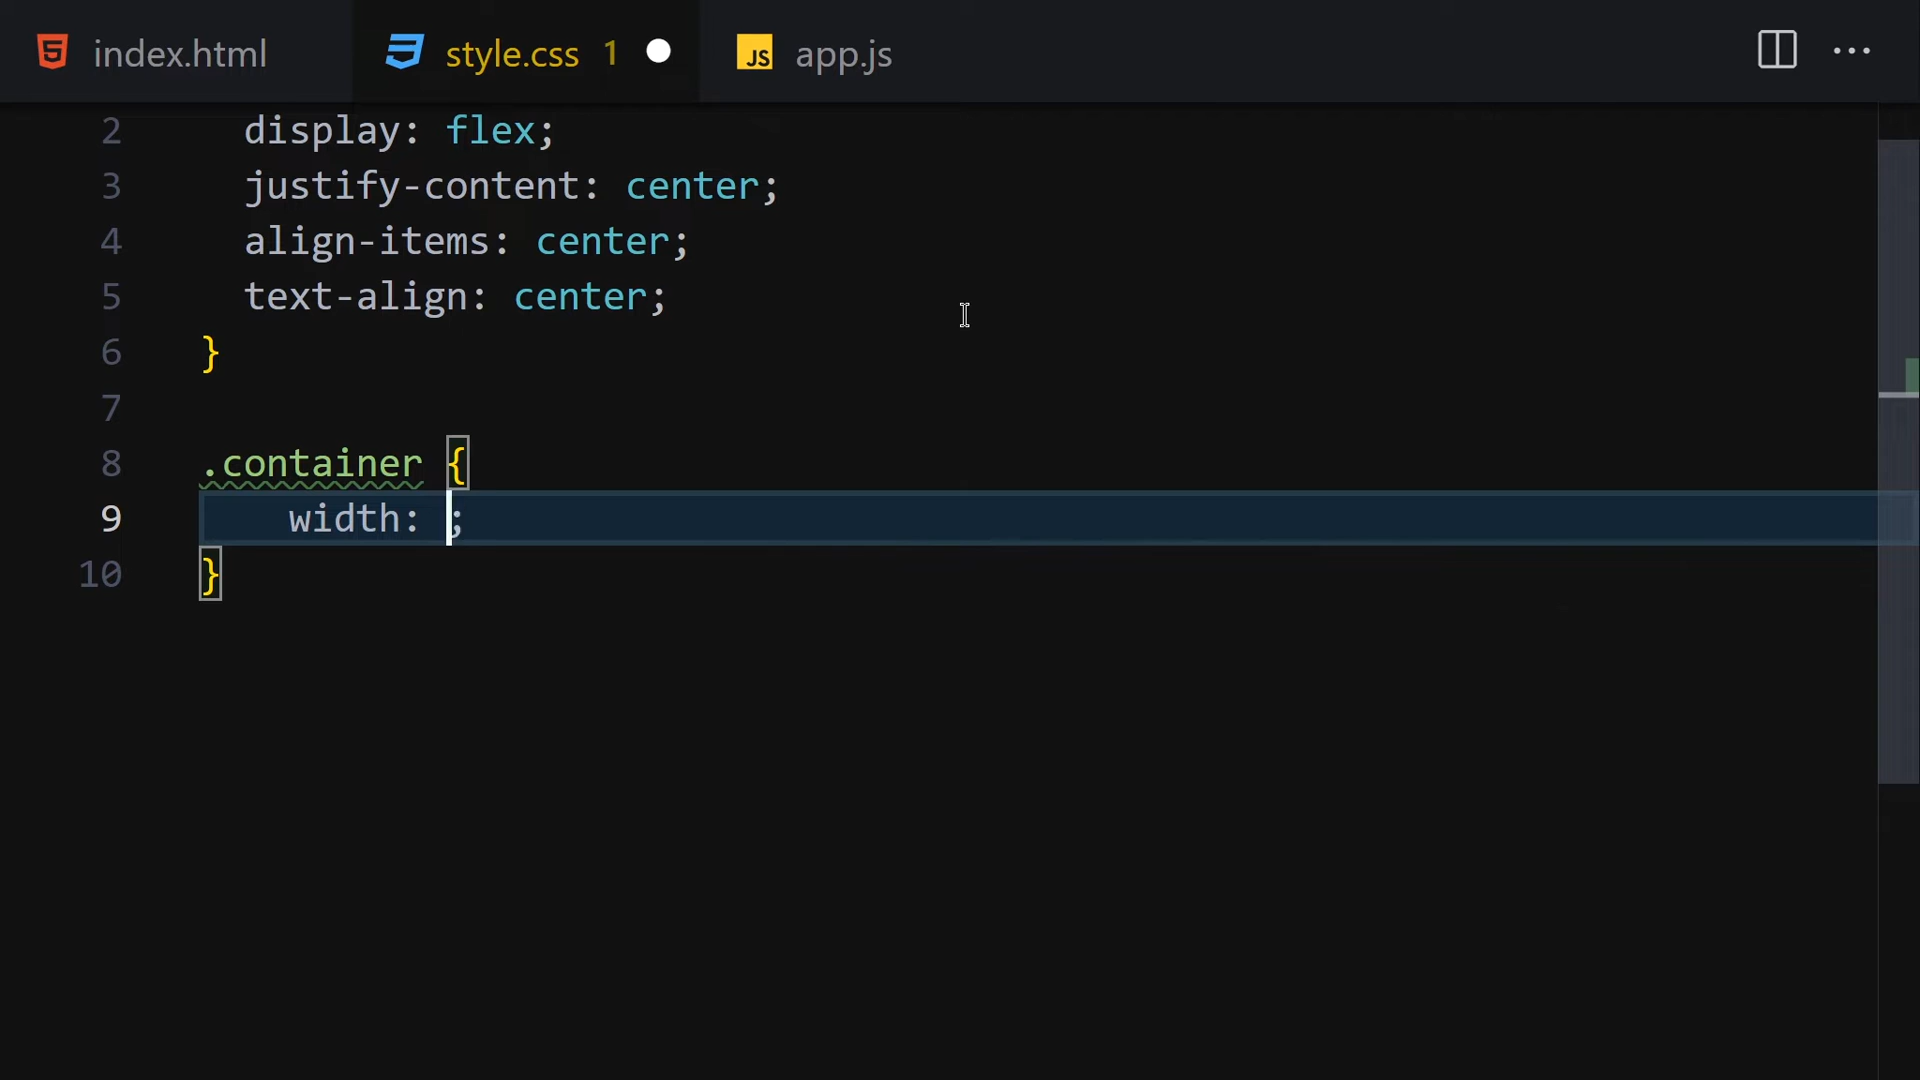 index.html style.css 1 JS app.js
2 display: flex;
3 justify-content: center;
4 align-items: center;
5 text-align: center;
6 }
7
8 .container {
9 width: ;
10 }